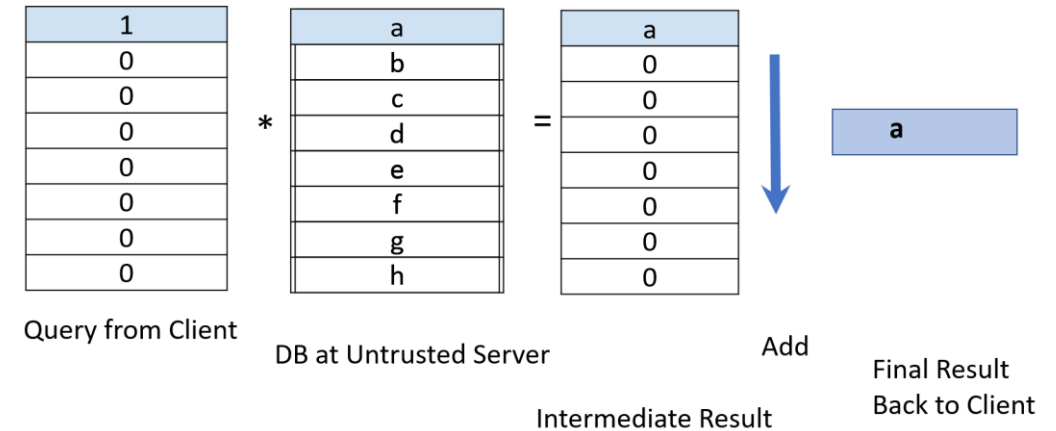 1
0
0
0
0
0
0
0
*
a
b
c
d
e
f
g
h
=
a
0
0
0
0
0
0
0
a
Query from Client
DB at Untrusted Server
Intermediate Result
Add
Final Result
Back to Client